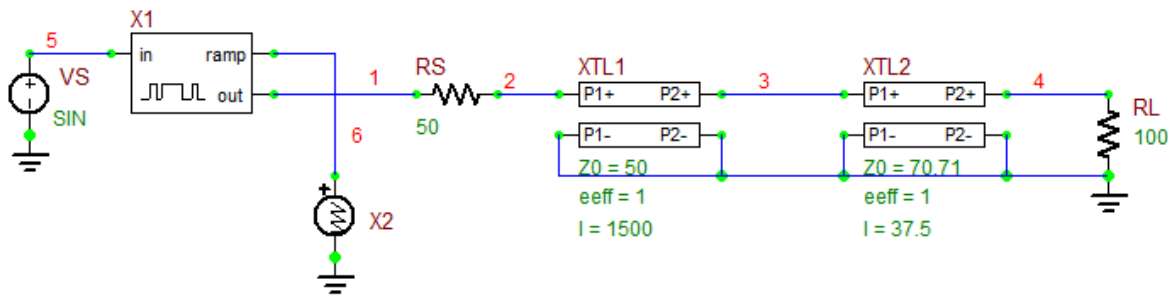 X1
5
in
ramp
out
VS
SIN
1
6
X2
RS
50
2
XTL1
P1+ P2+
P1- P2-
Z0 = 50
eeff = 1
l = 1500
3
XTL2
P1+ P2+
P1- P2-
Z0 = 70.71
eeff = 1
l = 37.5
4
RL
100